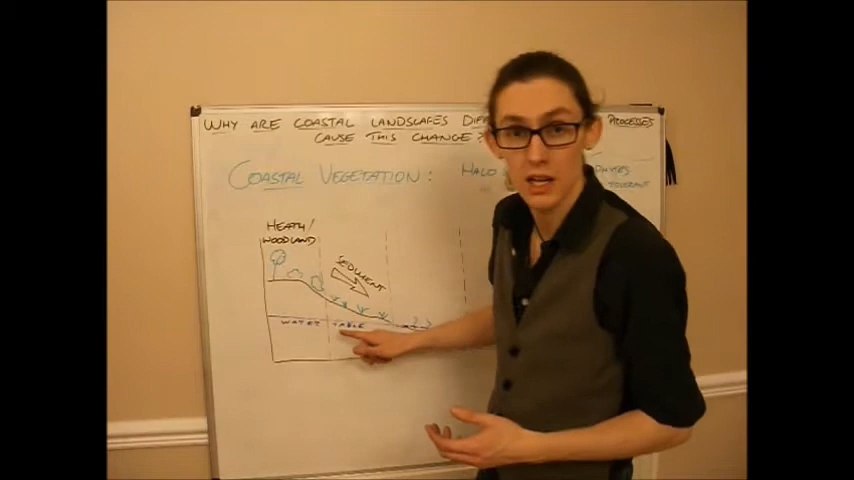 WHY ARE COASTAL LANDSCAPES PROCESSES
CAUSE THIS CHANGE?
COASTAL VEGETATION: HALO PHYTES
TOLERANT
HEATH/
WOODLAND
SEDIMENT
WATER TABLE